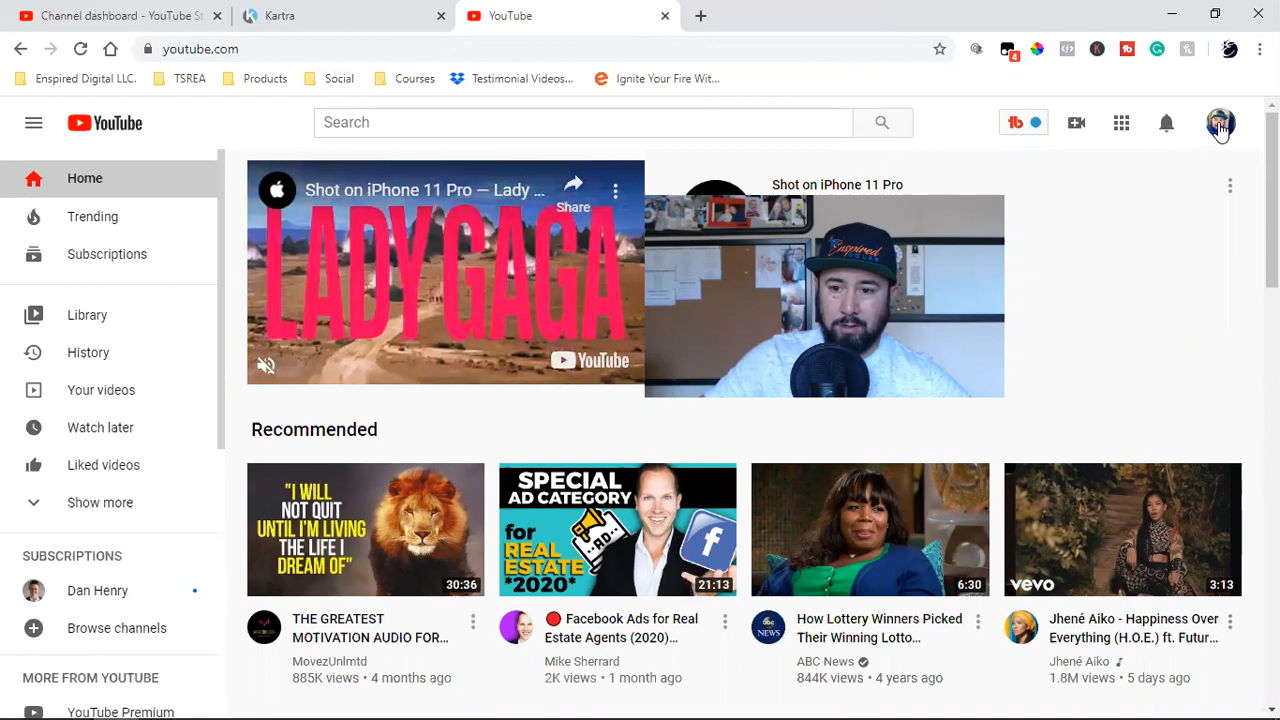 Channel dashboard - YouTube St
Kartra
YouTube
youtube.com
4
Enspired Digital LLC.
TSREA
Products
Social
Courses
Testimonial Videos...
Ignite Your Fire Wit...
YouTube
Search
tb
Home
Trending
Subscriptions
Library
History
Your videos
Watch later
Liked videos
Show more
SUBSCRIPTIONS
Dan Henry
Browse channels
MORE FROM YOUTUBE
YouTube Premium
Shot on iPhone 11 Pro — Lady ...
Share
LADY GAGA
YouTube
Shot on iPhone 11 Pro
Recommended
"I WILL
NOT QUIT
UNTIL I'M LIVING
THE LIFE I
DREAM OF"
30:36
THE GREATEST
MOTIVATION AUDIO FOR...
MovezUnlmtd
885K views • 4 months ago
SPECIAL
AD CATEGORY
for
REAL
ESTATE
*2020*
21:13
Facebook Ads for Real
Estate Agents (2020)...
Mike Sherrard
2K views • 1 month ago
6:30
abc
NEWS
How Lottery Winners Picked
Their Winning Lotto...
ABC News
844K views • 4 years ago
vevo
3:13
Jhené Aiko - Happiness Over
Everything (H.O.E.) ft. Futur...
Jhené Aiko
1.8M views • 5 days ago